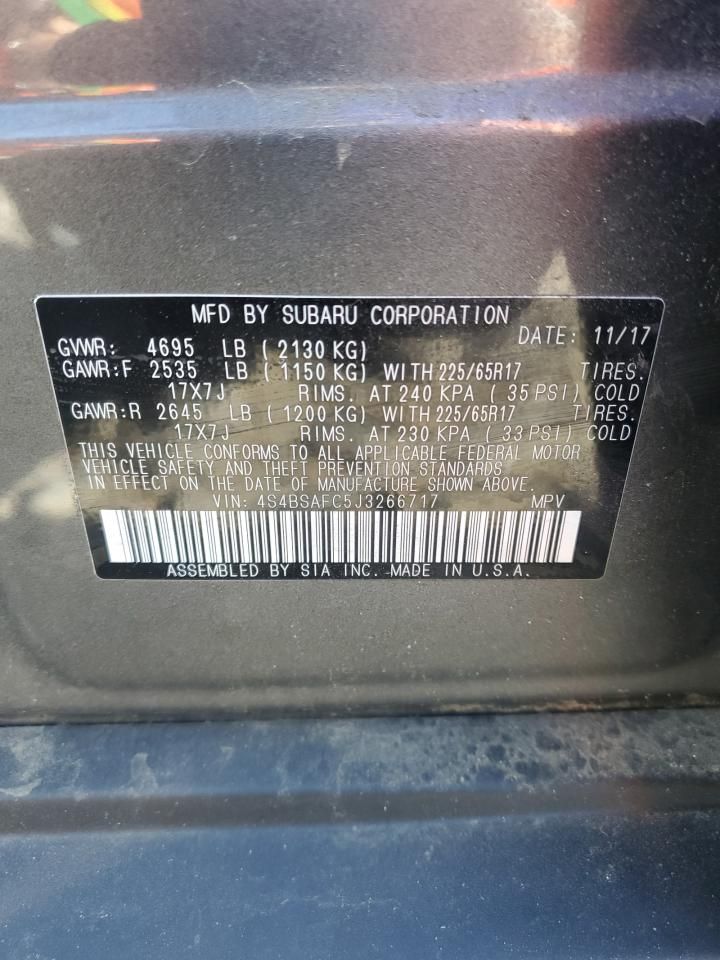 MFD BY SUBARU CORPORATION
DATE: 11/17
GVWR: 4695 LB ( 2130 KG)
GAWR:F 2535 LB ( 1150 KG) WITH 225/65R17 TIRES.
17X7J RIMS. AT 240 KPA ( 35 PSI) COLD
GAWR:R 2645 LB ( 1200 KG) WITH 225/65R17 TIRES.
17X7J RIMS. AT 230 KPA ( 33 PSI) COLD
THIS VEHICLE CONFORMS TO ALL APPLICABLE FEDERAL MOTOR
VEHICLE SAFETY AND THEFT PREVENTION STANDARDS
IN EFFECT ON THE DATE OF MANUFACTURE SHOWN ABOVE.
VIN: 4S4BSAFC5J3266717 MPV
ASSEMBLED BY SIA INC. MADE IN U.S.A.